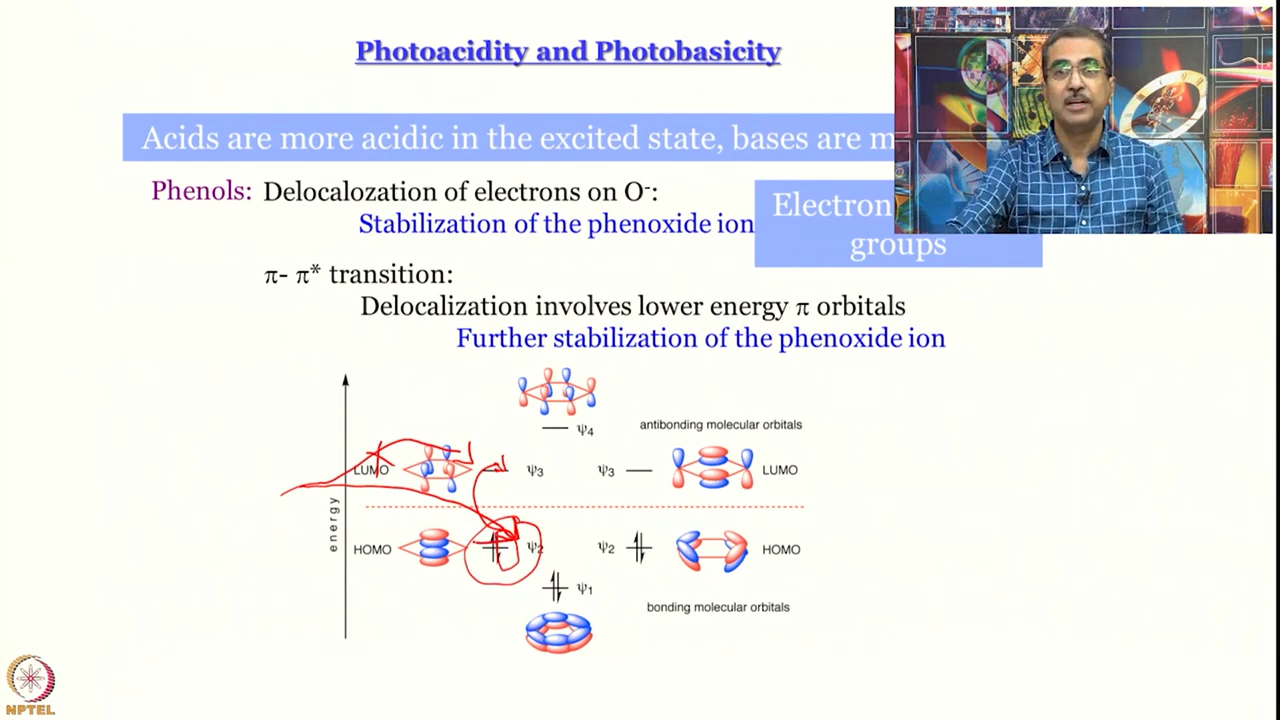 Photoacidity and Photobasicity
Acids are more acidic in the excited state, bases are m
Phenols: Delocalozation of electrons on O-:
Stabilization of the phenoxide ion
Electron
groups
π- π* transition:
Delocalization involves lower energy π orbitals
Further stabilization of the phenoxide ion
ψ4
antibonding molecular orbitals
LUMO
ψ3
ψ3
LUMO
energy
HOMO
ψ2
ψ2
HOMO
ψ1
bonding molecular orbitals
NPTEL